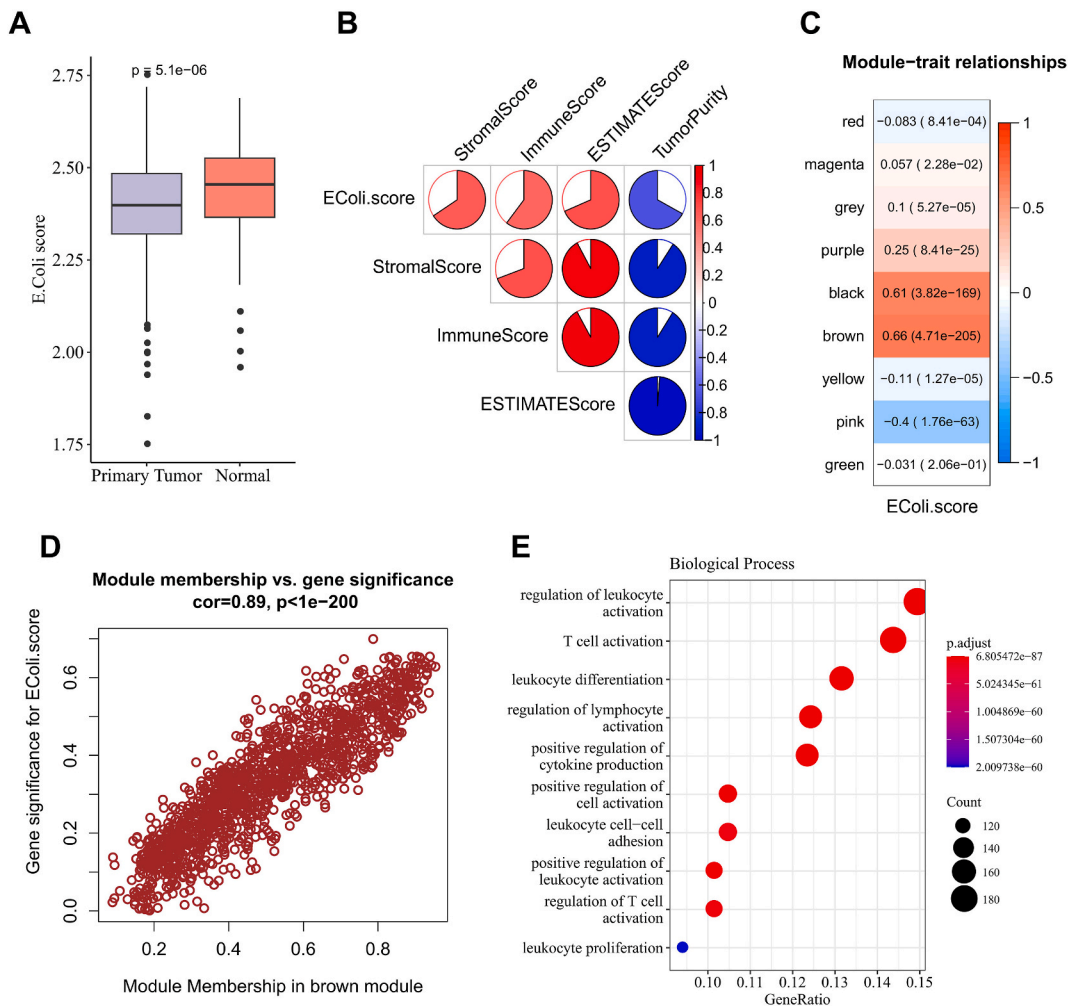 A
p = 5.1e−06
2.75
2.50
2.25
2.00
1.75
E.Coli score
Primary Tumor
Normal
B
StromalScore
ImmuneScore
ESTIMATEScore
TumorPurity
EColi.score
StromalScore
ImmuneScore
ESTIMATEScore
1
0.8
0.6
0.4
0.2
0
−0.2
−0.4
−0.6
−0.8
−1
C
Module−trait relationships
red
−0.083 ( 8.41e−04)
magenta
0.057 ( 2.28e−02)
grey
0.1 ( 5.27e−05)
purple
0.25 ( 8.41e−25)
black
0.61 (3.82e−169)
brown
0.66 (4.71e−205)
yellow
−0.11 ( 1.27e−05)
pink
−0.4 ( 1.76e−63)
green
−0.031 ( 2.06e−01)
EColi.score
1
0.5
0
−0.5
−1
D
Module membership vs. gene significance
cor=0.89, p<1e−200
Gene significance for EColi.score
0.6
0.4
0.2
0.0
0.2
0.4
0.6
0.8
Module Membership in brown module
E
Biological Process
regulation of leukocyte
activation
T cell activation
leukocyte differentiation
regulation of lymphocyte
activation
positive regulation of
cytokine production
positive regulation of
cell activation
leukocyte cell−cell
adhesion
positive regulation of
leukocyte activation
regulation of T cell
activation
leukocyte proliferation
0.10
0.11
0.12
0.13
0.14
0.15
GeneRatio
p.adjust
6.805472e−87
5.024345e−61
1.004869e−60
1.507304e−60
2.009738e−60
Count
120
140
160
180